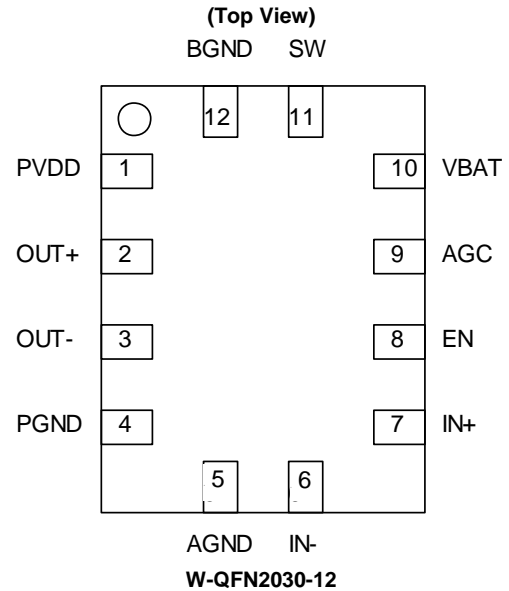 (Top View)
BGND SW
12 11
PVDD 1 10 VBAT
OUT+ 2 9 AGC
OUT- 3 8 EN
PGND 4 7 IN+
5 6
AGND IN-
W-QFN2030-12